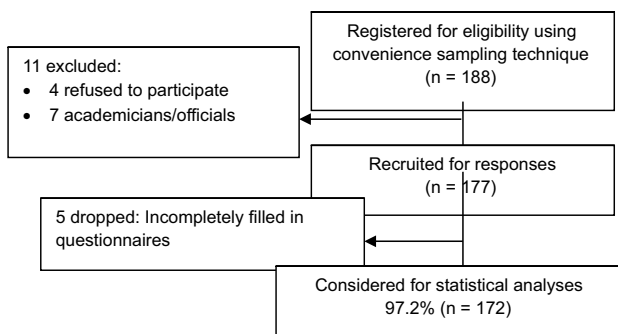 Registered for eligibility using
convenience sampling technique
(n = 188)
11 excluded:
• 4 refused to participate
• 7 academicians/officials
Recruited for responses
(n = 177)
5 dropped: Incompletely filled in
questionnaires
Considered for statistical analyses
97.2% (n = 172)